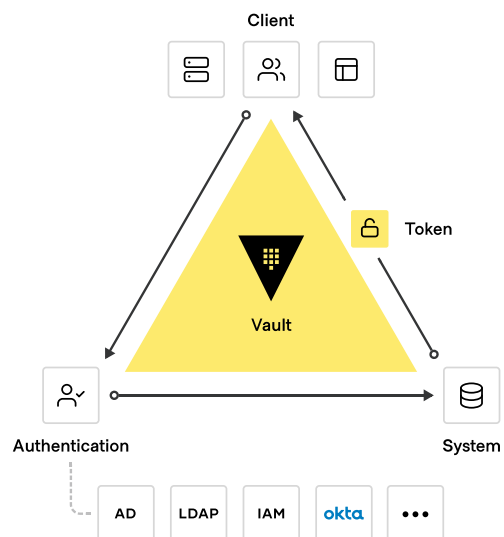 Client
Token
Vault
Authentication
System
AD
LDAP
IAM
okta